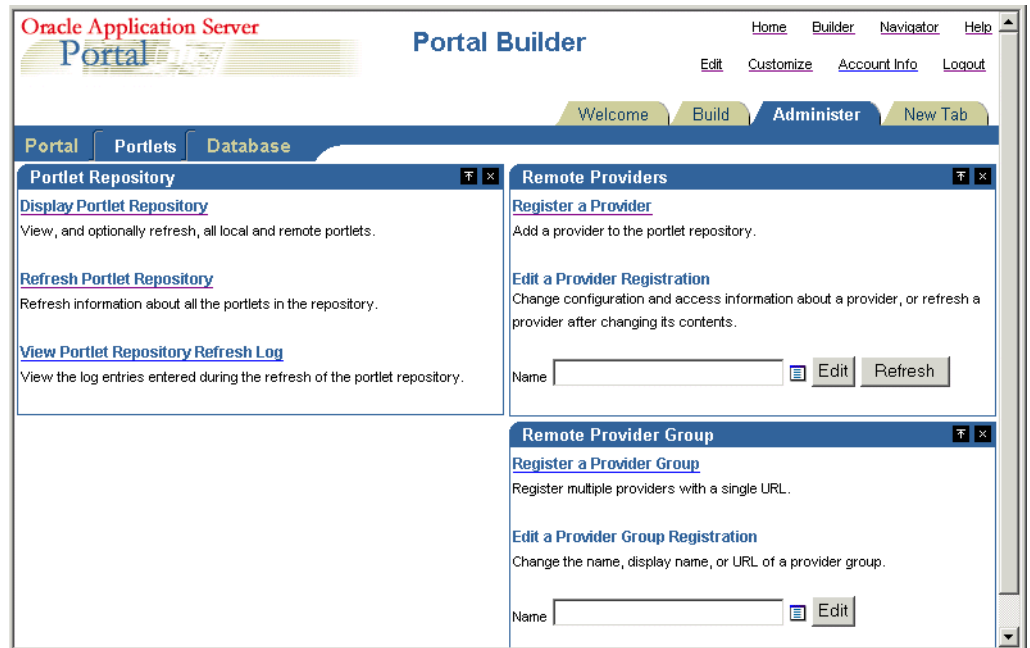 Oracle Application Server
Portal
Portal Builder
Home Builder Navigator Help
Edit Customize Account Info Logout
Welcome Build Administer New Tab
Portal Portlets Database
Portlet Repository
Display Portlet Repository
View, and optionally refresh, all local and remote portlets.
Refresh Portlet Repository
Refresh information about all the portlets in the repository.
View Portlet Repository Refresh Log
View the log entries entered during the refresh of the portlet repository.
Remote Providers
Register a Provider
Add a provider to the portlet repository.
Edit a Provider Registration
Change configuration and access information about a provider, or refresh a
provider after changing its contents.
Name Edit Refresh
Remote Provider Group
Register a Provider Group
Register multiple providers with a single URL.
Edit a Provider Group Registration
Change the name, display name, or URL of a provider group.
Name Edit